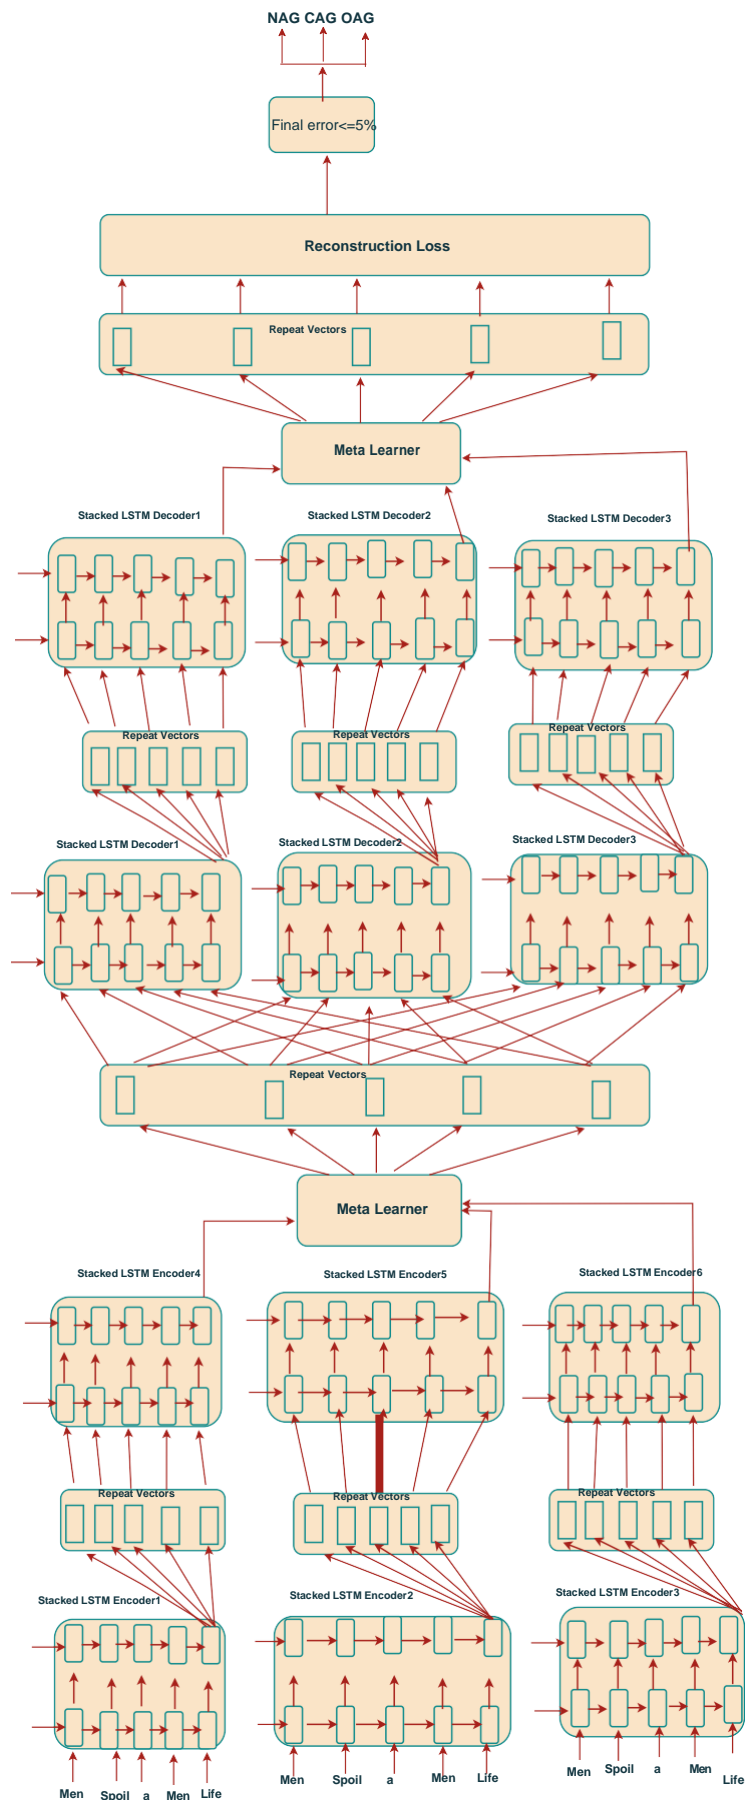 NAG CAG OAG
Final error<=5%
Reconstruction Loss
Repeat Vectors
Meta Learner
Stacked LSTM Decoder1
Stacked LSTM Decoder2
Stacked LSTM Decoder3
Repeat Vectors
Repeat Vectors
Repeat Vectors
Stacked LSTM Decoder1
Stacked LSTM Decoder2
Stacked LSTM Decoder3
Repeat Vectors
Meta Learner
Stacked LSTM Encoder4
Stacked LSTM Encoder5
Stacked LSTM Encoder6
Repeat Vectors
Repeat Vectors
Repeat Vectors
Stacked LSTM Encoder1
Stacked LSTM Encoder2
Stacked LSTM Encoder3
Men Spoil a Men Life
Men Spoil a Men Life
Men Spoil a Men Life